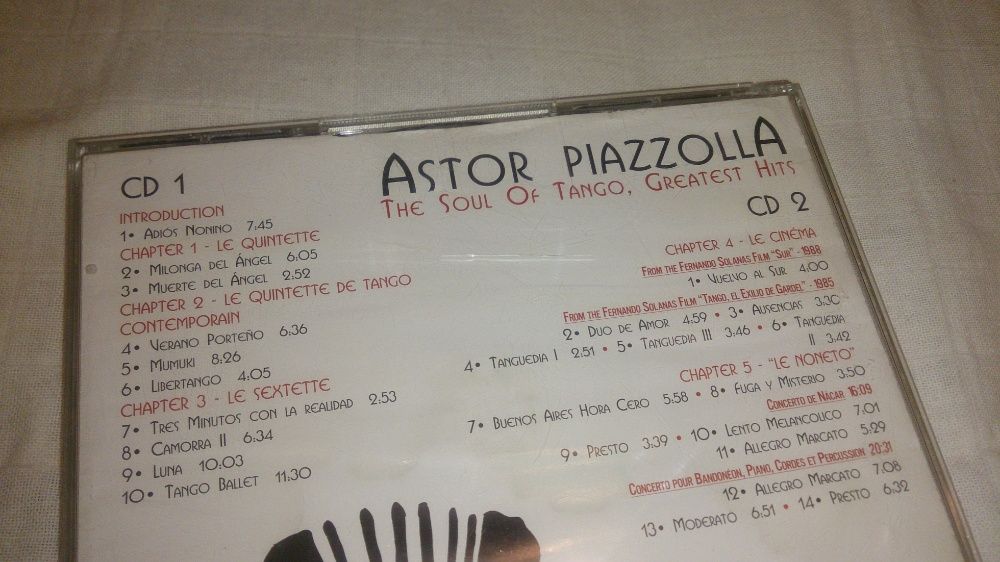 ASTOR PIAZZOLLA
THE SOUL OF TANGO, GREATEST HITS
CD 1
INTRODUCTION
1• ADIÓS NONINO 7:45
CHAPTER 1 - LE QUINTETTE
2• MILONGA DEL ÁNGEL 6:05
3• MUERTE DEL ÁNGEL 2:52
CHAPTER 2 - LE QUINTETTE DE TANGO
CONTEMPORAIN
4• VERANO PORTEÑO 6:36
5• MUMUKI 8:26
6• LIBERTANGO 4:05
CHAPTER 3 - LE SEXTETTE
7• TRES MINUTOS CON LA REALIDAD 2:53
8• CAMORRA II 6:34
9• LUNA 10:03
10• TANGO BALLET 11:30
CD 2
CHAPTER 4 - LE CINÉMA
FROM THE FERNANDO SOLANAS FILM "SUR" - 1988
1• VUELVO AL SUR 4:00
FROM THE FERNANDO SOLANAS FILM "TANGO, EL EXILIO DE GARDEL" - 1985
2• DUO DE AMOR 4:59 • 3• AUSENCIAS 3:30
4• TANGUEDIA I 2:51 • 5• TANGUEDIA III 3:46 • 6• TANGUEDIA
II 3:42
CHAPTER 5 - "LE NONETO"
7• BUENOS AIRES HORA CERO 5:58 • 8• FUGA Y MISTERIO 3:50
CONCERTO DE NACAR 16:09
9• PRESTO 3:39 • 10• LENTO MELANCOLICO 7:01
11• ALLEGRO MARCATO 5:29
CONCERTO POUR BANDONÉON, PIANO, CORDES ET PERCUSSION 20:31
12• ALLEGRO MARCATO 7:08
13• MODERATO 6:51 • 14• PRESTO 6:32